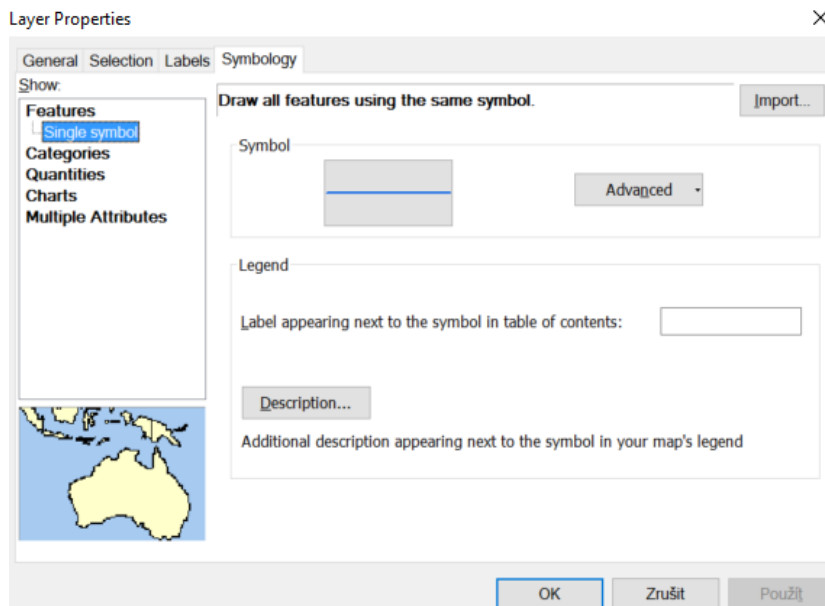 Layer Properties
General Selection Labels Symbology
Show:
Features
Single symbol
Categories
Quantities
Charts
Multiple Attributes
Draw all features using the same symbol.
Import...
Symbol
Advanced
Legend
Label appearing next to the symbol in table of contents:
Description...
Additional description appearing next to the symbol in your map's legend
OK Zrušit Použít